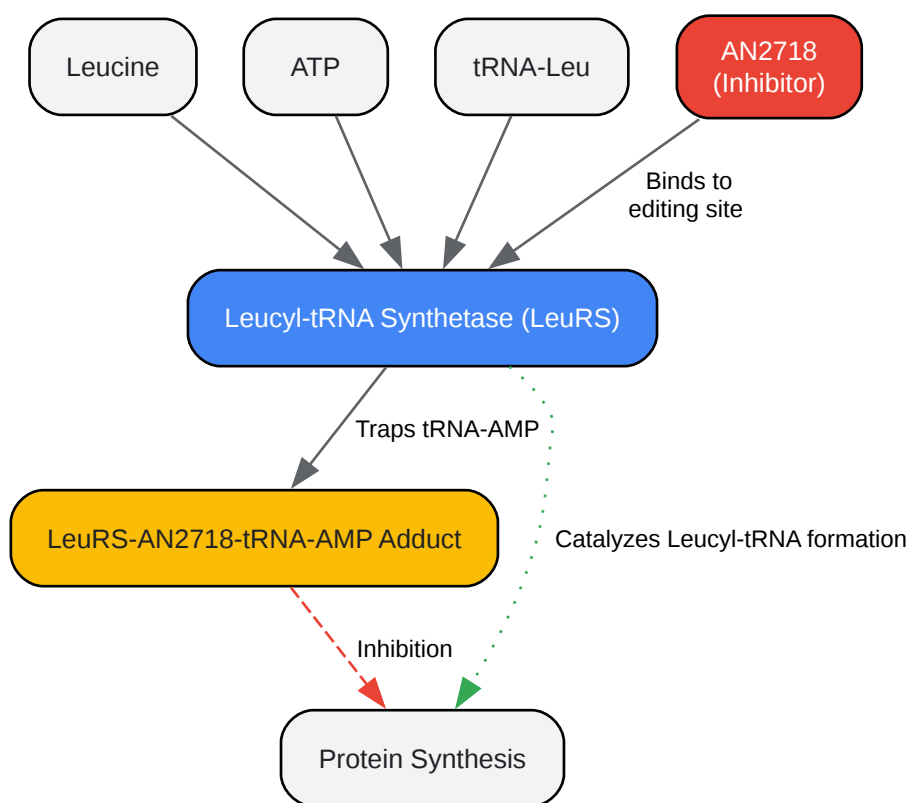 Leucine
ATP
tRNA-Leu
AN2718
(Inhibitor)
Binds to
editing site
Leucyl-tRNA Synthetase (LeuRS)
Traps tRNA-AMP
LeuRS-AN2718-tRNA-AMP Adduct
Catalyzes Leucyl-tRNA formation
Inhibition
Protein Synthesis